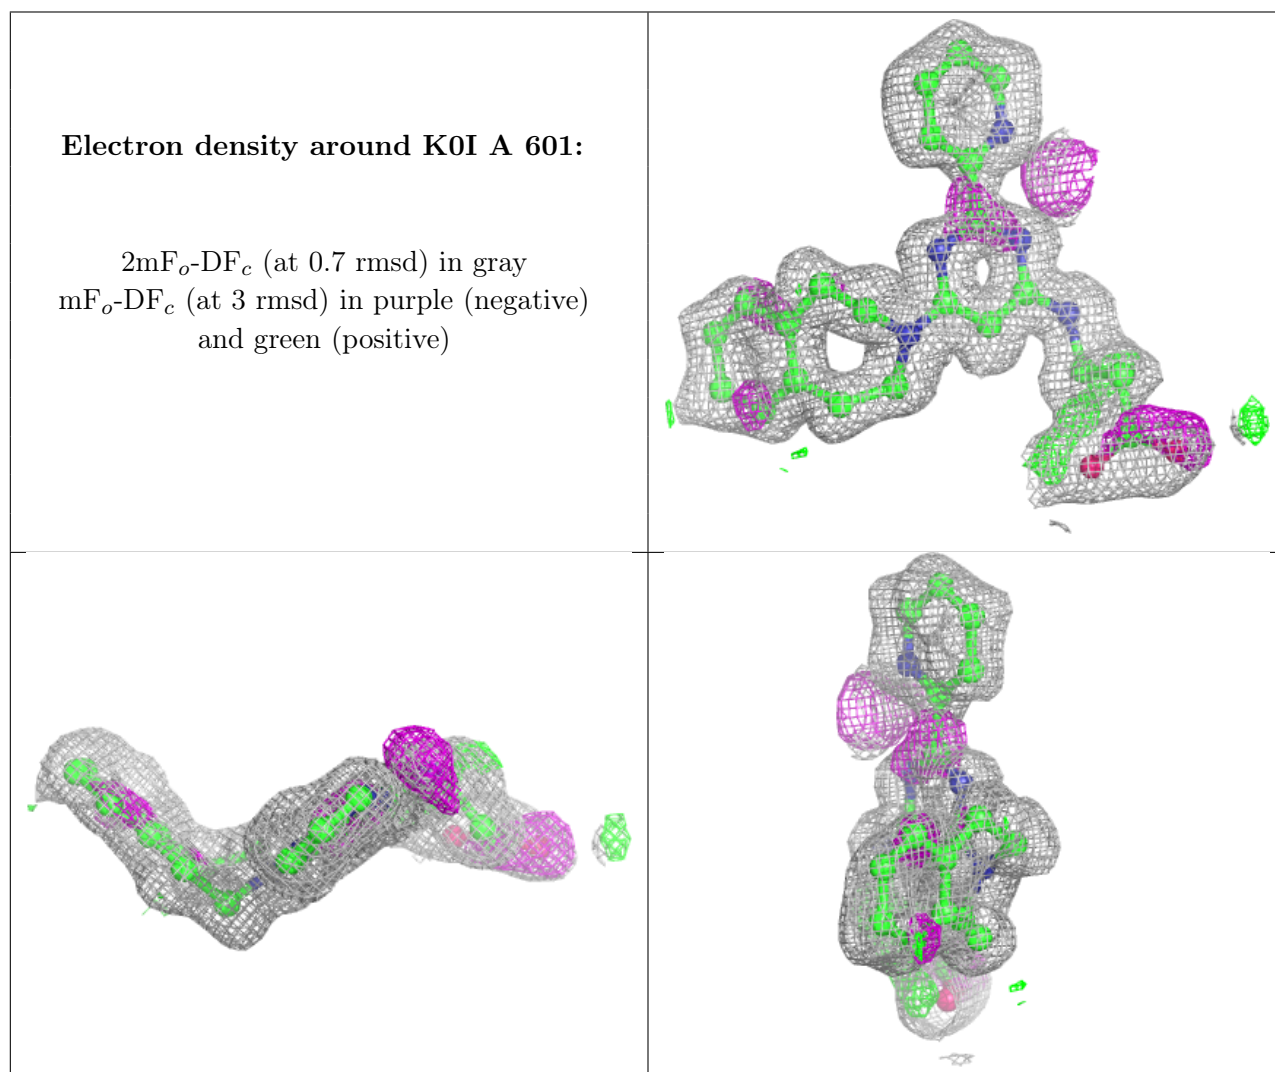 Electron density around K0I A 601:
2mFₒ-DF𝒸 (at 0.7 rmsd) in gray
mFₒ-DF𝒸 (at 3 rmsd) in purple (negative)
and green (positive)